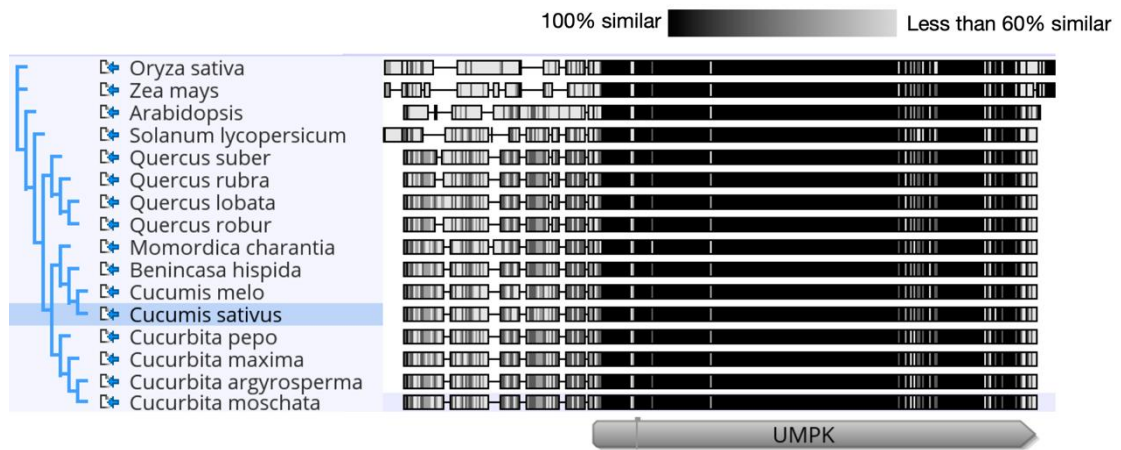 100% similar Less than 60% similar
Oryza sativa
Zea mays
Arabidopsis
Solanum lycopersicum
Quercus suber
Quercus rubra
Quercus lobata
Quercus robur
Momordica charantia
Benincasa hispida
Cucumis melo
Cucumis sativus
Cucurbita pepo
Cucurbita maxima
Cucurbita argyrosperma
Cucurbita moschata
UMPK